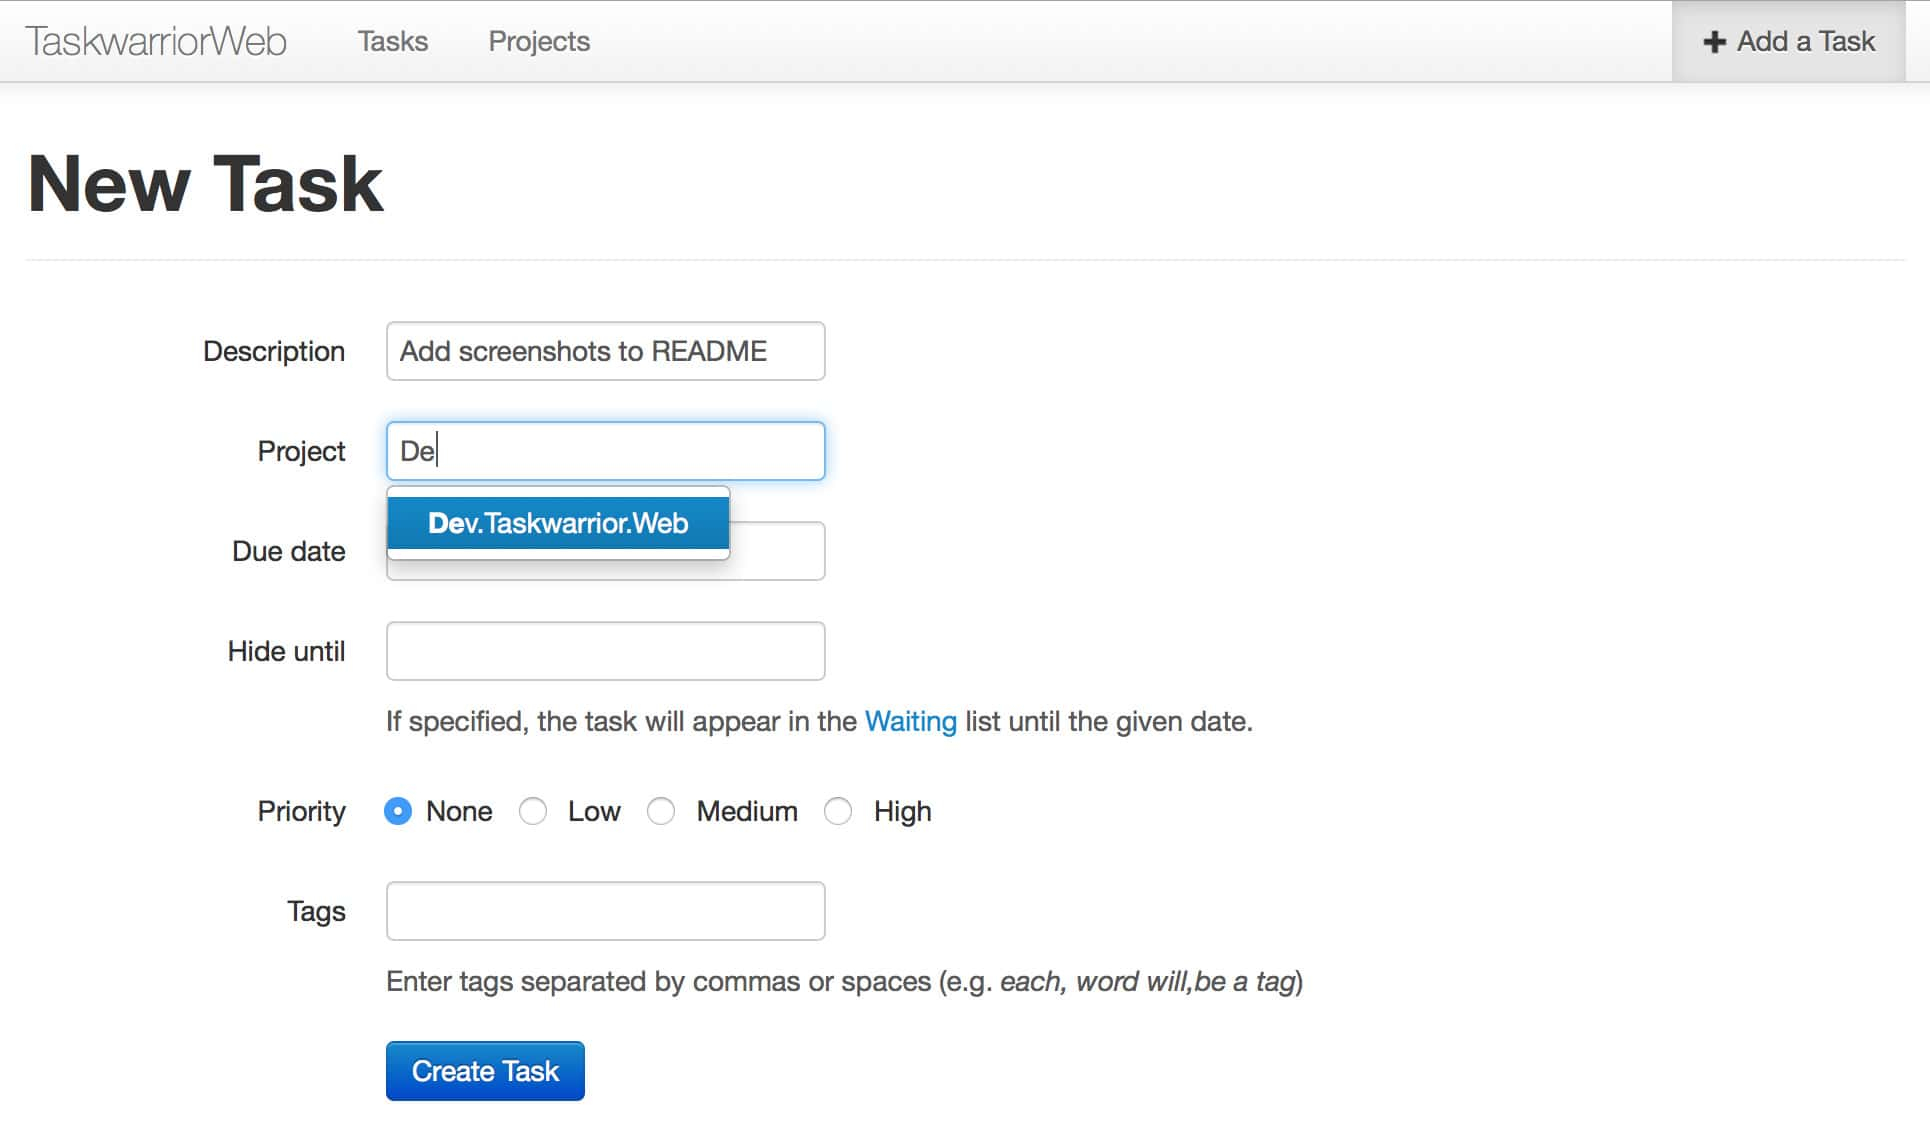 TaskwarriorWeb Tasks Projects Add a Task
New Task
Description Add screenshots to README
Project De
Dev.Taskwarrior.Web
Due date
Hide until
If specified, the task will appear in the Waiting list until the given date.
Priority None Low Medium High
Tags
Enter tags separated by commas or spaces (e.g. each, word will,be a tag)
Create Task